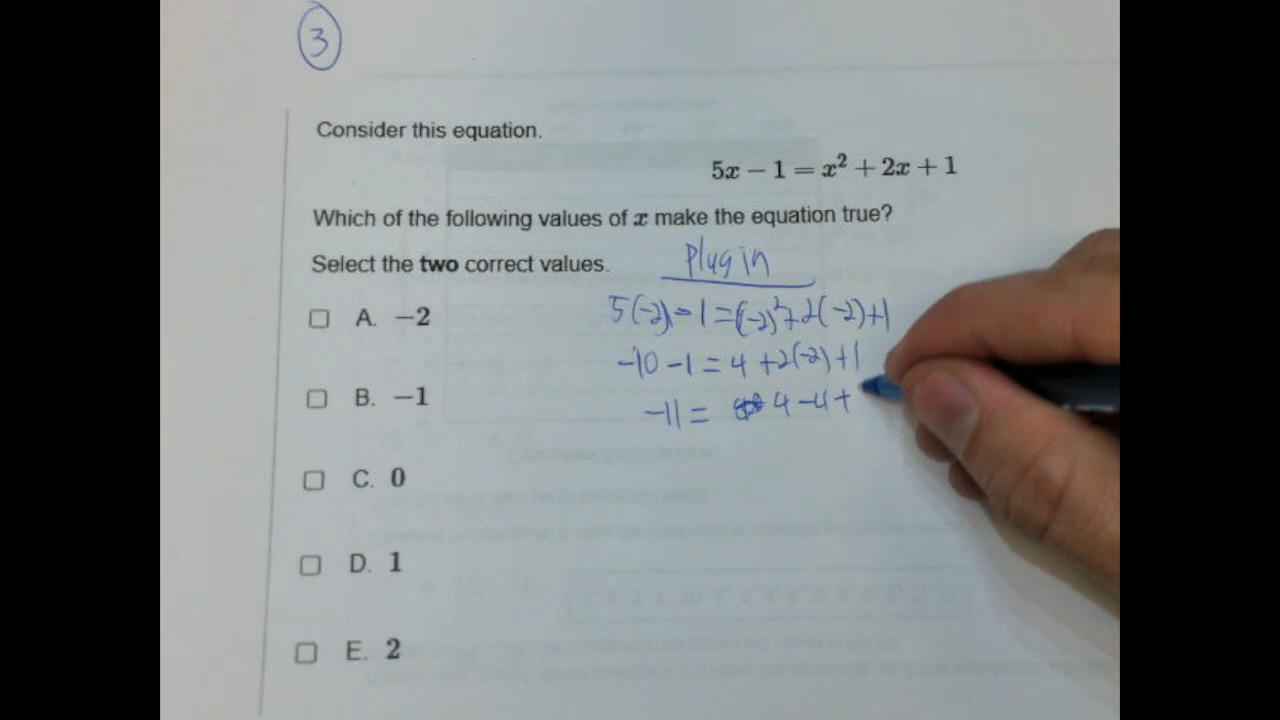 3
Consider this equation.
5x − 1 = x² + 2x + 1
Which of the following values of x make the equation true?
Select the two correct values.
Plug in
5(-2)-1=(-2)²+2(-2)+1
A. −2
-10-1=4+2(-2)+1
B. −1
-11= 4-4+
C. 0
D. 1
E. 2